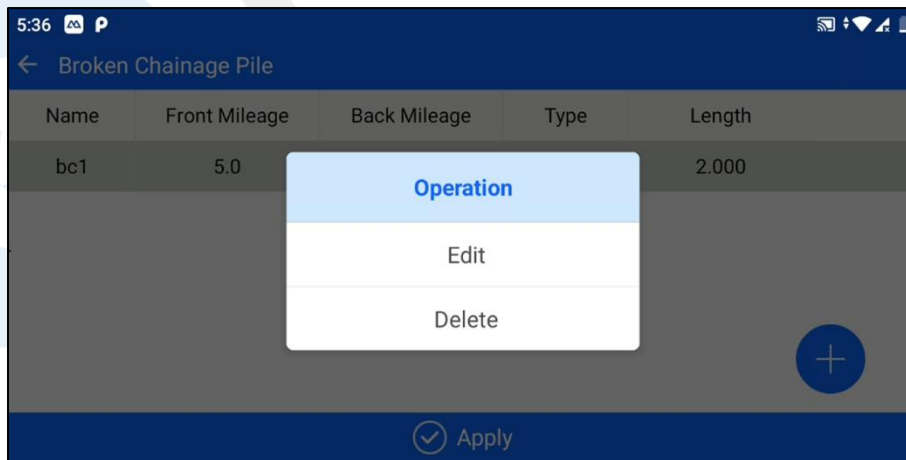 5:36
Broken Chainage Pile
Name Front Mileage Back Mileage Type Length
bc1 5.0 2.000
Operation
Edit
Delete
Apply